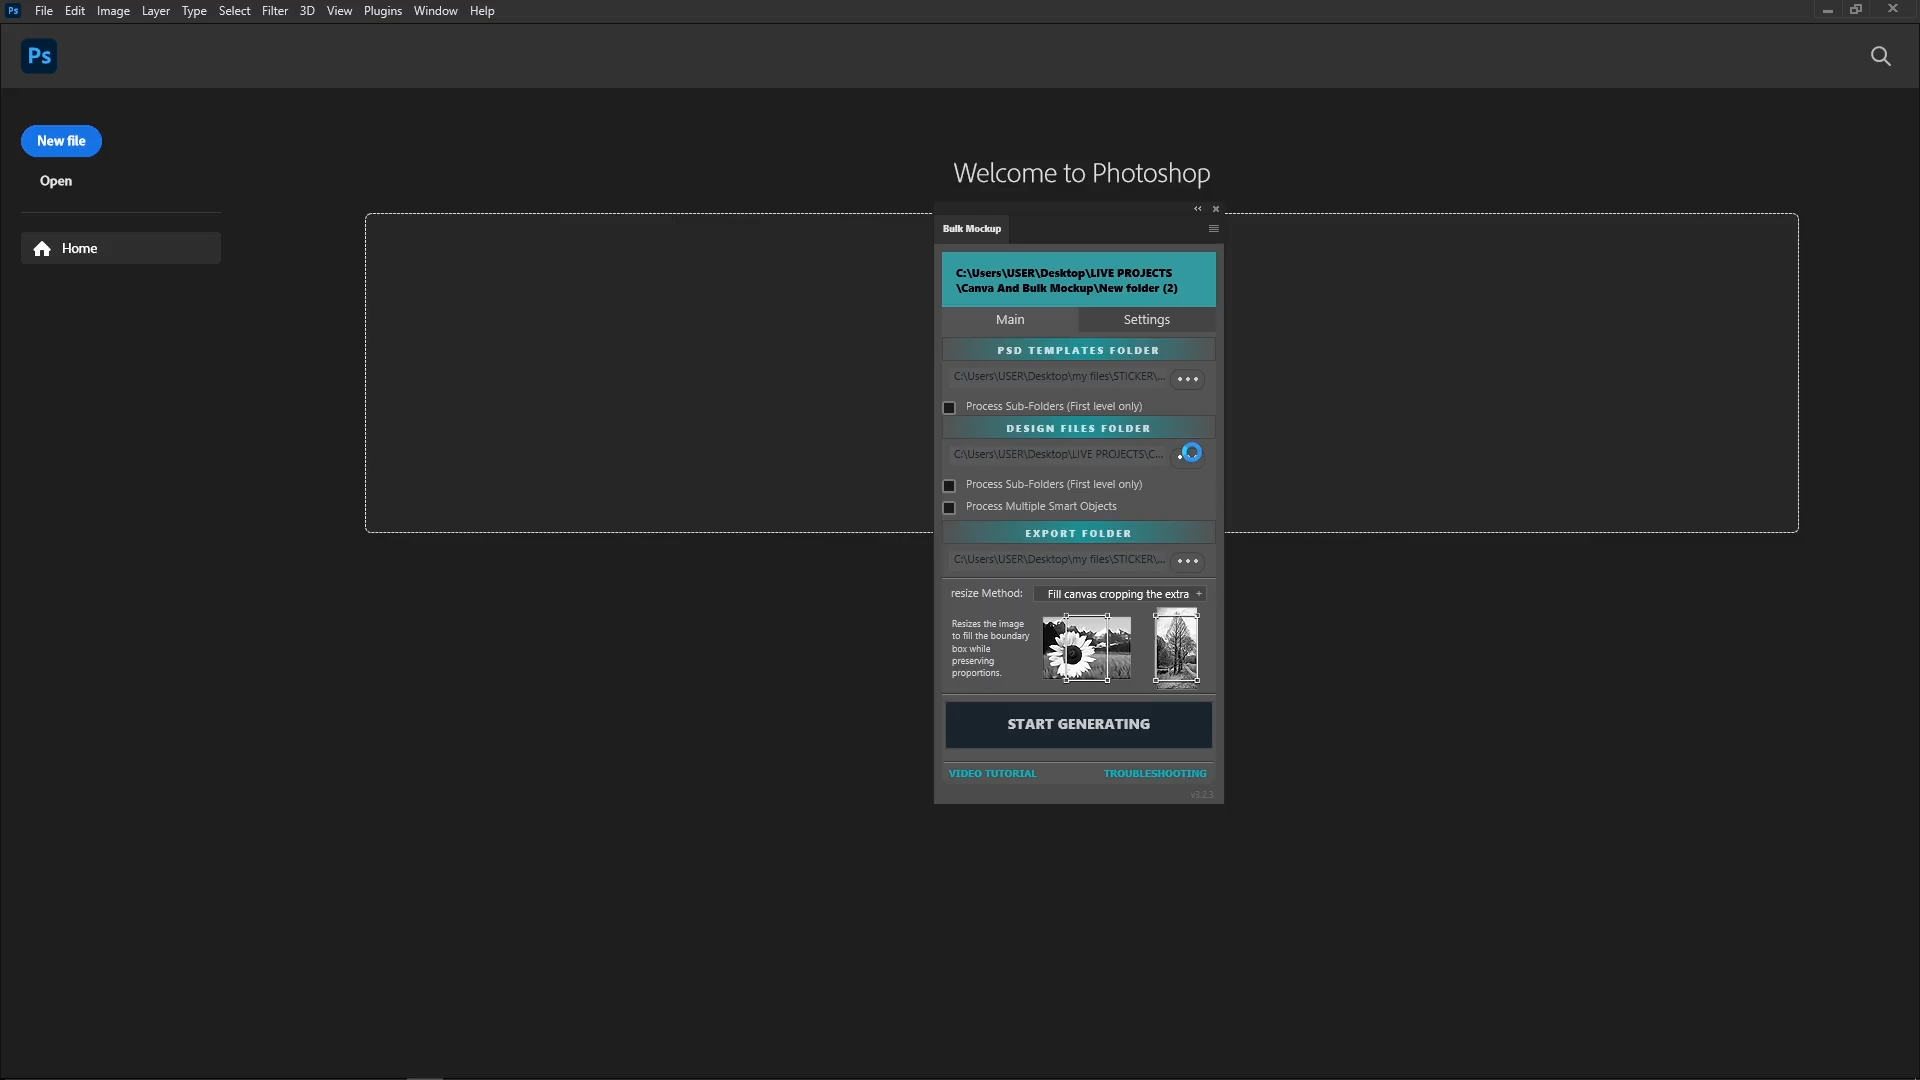 Ps File Edit Image Layer Type Select Filter 3D View Plugins Window Help
Ps
New file
Open
Home
Welcome to Photoshop
Bulk Mockup
C:\Users\USER\Desktop\LIVE PROJECTS
\Canva And Bulk Mockup\New folder (2)
Main Settings
PSD TEMPLATES FOLDER
C:\Users\USER\Desktop\my files\STICKER\...
Process Sub-Folders (First level only)
DESIGN FILES FOLDER
C:\Users\USER\Desktop\LIVE PROJECTS\C...
Process Sub-Folders (First level only)
Process Multiple Smart Objects
EXPORT FOLDER
C:\Users\USER\Desktop\my files\STICKER\...
resize Method: Fill canvas cropping the extra +
Resizes the image
to fill the boundary
box while
preserving
proportions.
START GENERATING
VIDEO TUTORIAL TROUBLESHOOTING
v3.2.3